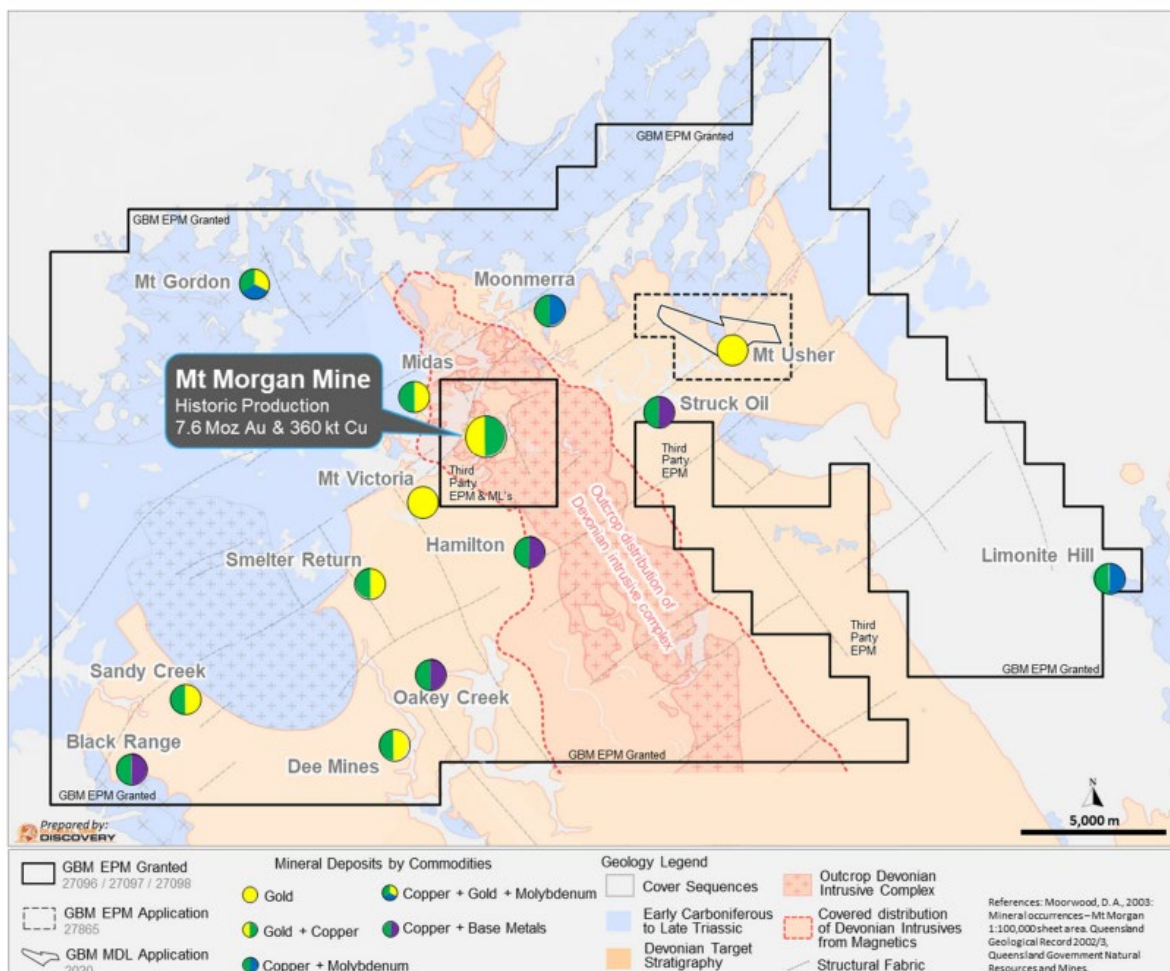 GBM EPM Granted
GBM EPM Granted
Mt Gordon
Moonmerra
Mt Usher
Midas
Mt Morgan Mine
Historic Production
7.6 Moz Au & 360 kt Cu
Struck Oil
Third
Party
EPM
Third
Party
EPM & ML's
Mt Victoria
Outcrop distribution of
Devonian intrusive complex
Hamilton
Limonite Hill
Smelter Return
Third
Party
EPM
Sandy Creek
GBM EPM Granted
Oakey Creek
Black Range
Dee Mines
GBM EPM Granted
GBM EPM Granted
N
5,000 m
Prepared by:
DISCOVERY
GBM EPM Granted
27096 / 27097 / 27098
GBM EPM Application
27865
GBM MDL Application
2020
Mineral Deposits by Commodities
Gold
Copper + Gold + Molybdenum
Gold + Copper
Copper + Base Metals
Copper + Molybdenum
Geology Legend
Cover Sequences
Early Carboniferous
to Late Triassic
Devonian Target
Stratigraphy
Outcrop Devonian
Intrusive Complex
Covered distribution
of Devonian Intrusives
from Magnetics
Structural Fabric
References: Moorwood, D.A., 2003:
Mineral occurrences – Mt Morgan
1:100,000 sheet area. Queensland
Geological Record 2002/3,
Queensland Government Natural
Resources and Mines.